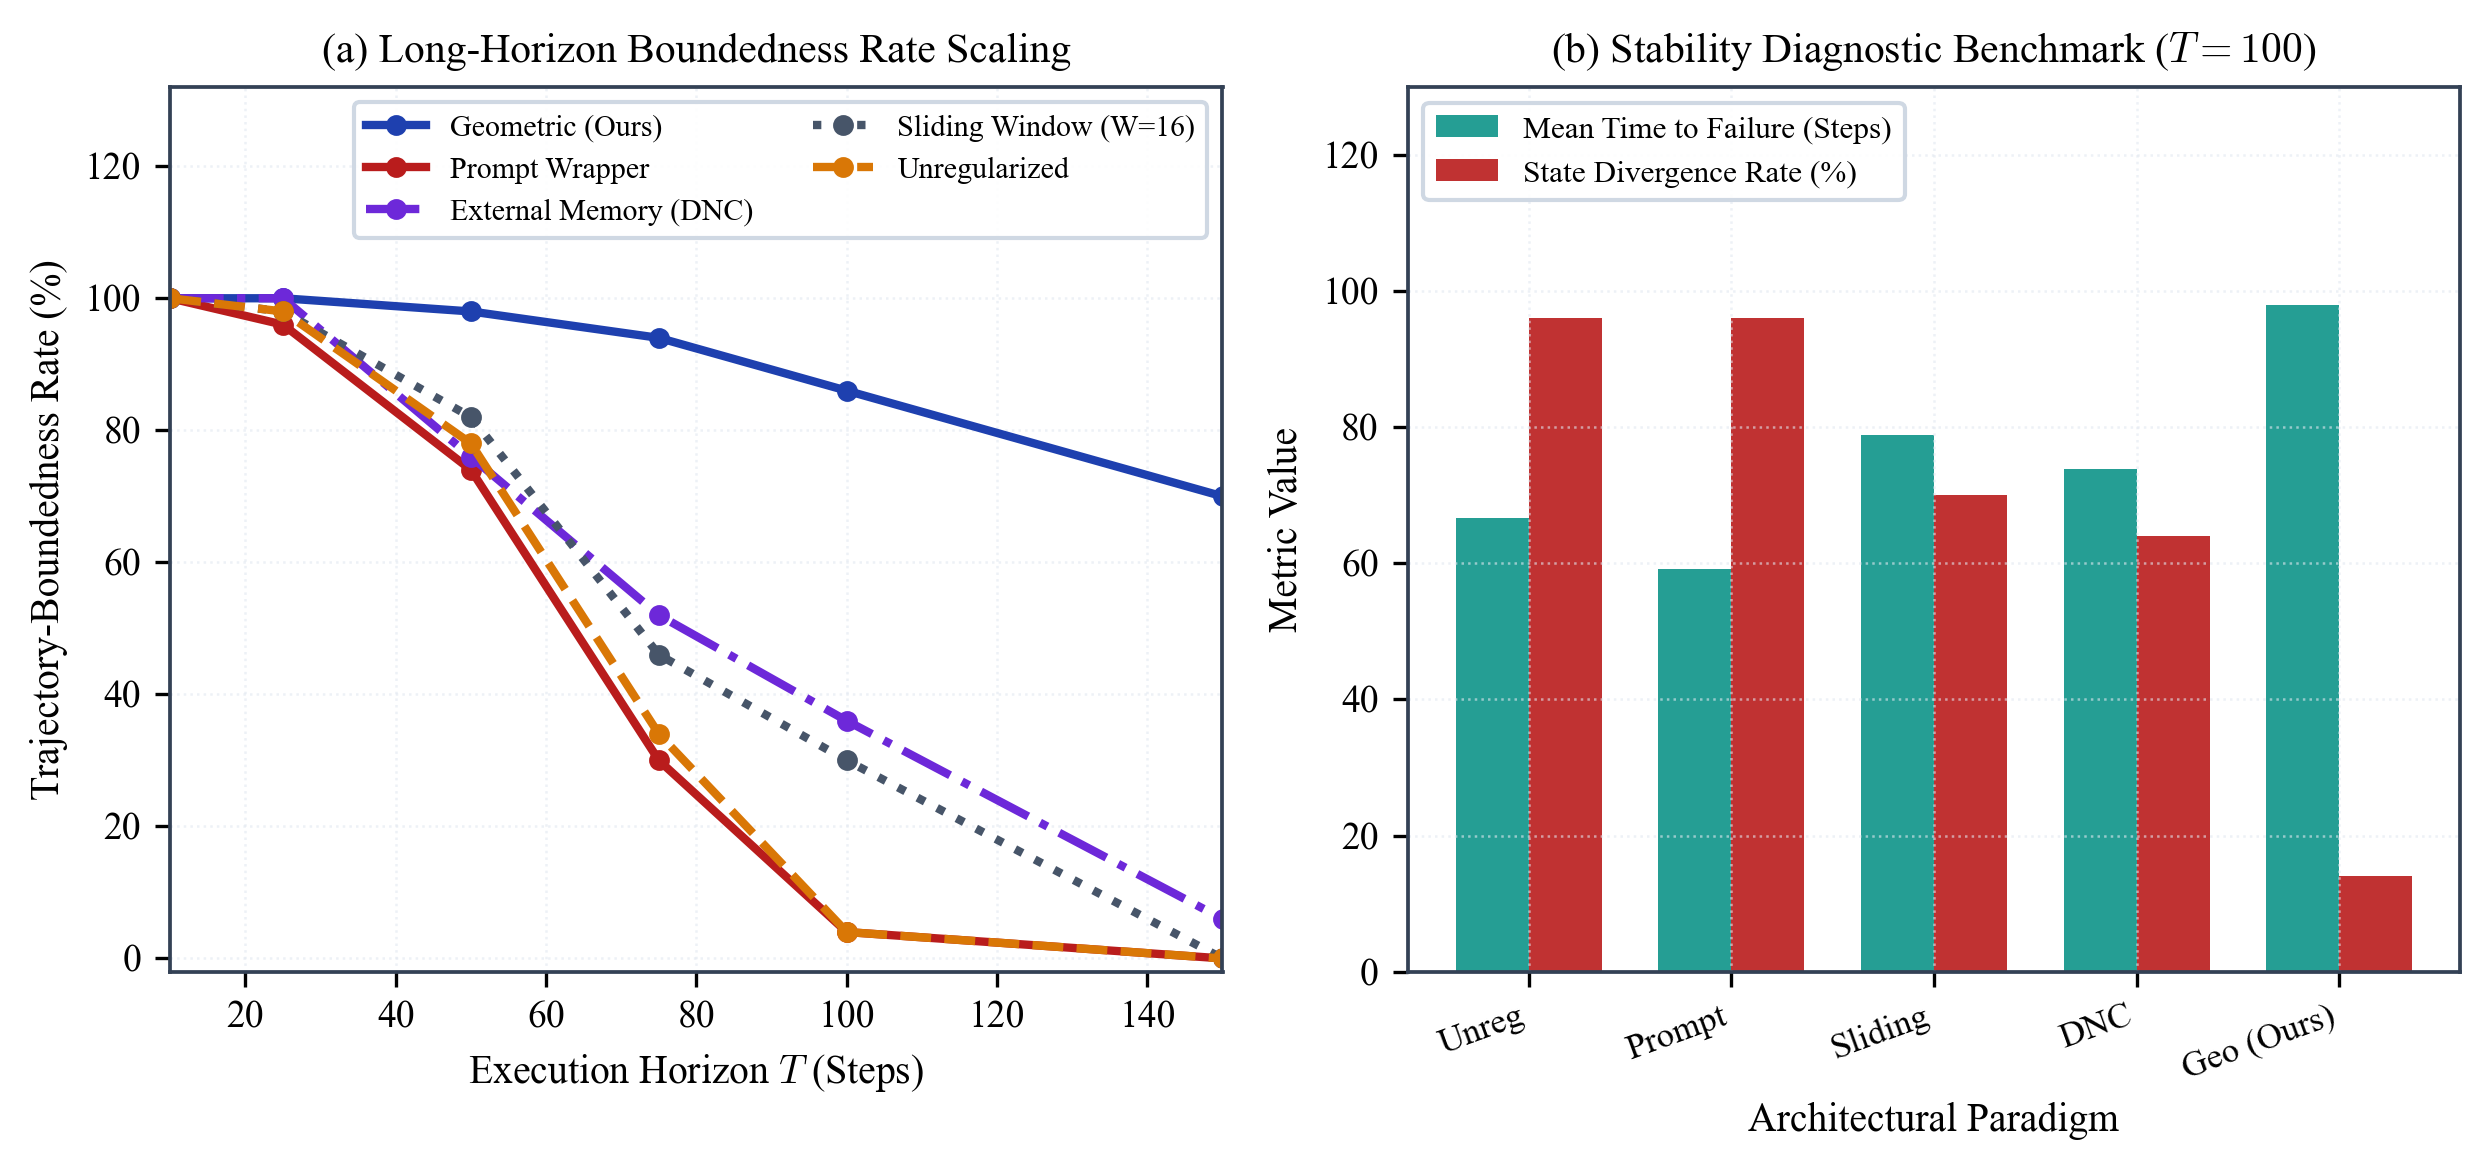 (a) Long-Horizon Boundedness Rate Scaling
Geometric (Ours)
Prompt Wrapper
External Memory (DNC)
Sliding Window (W=16)
Unregularized
Trajectory-Boundedness Rate (%)
120
100
80
60
40
20
0
20 40 60 80 100 120 140
Execution Horizon T (Steps)
(b) Stability Diagnostic Benchmark (T = 100)
Mean Time to Failure (Steps)
State Divergence Rate (%)
Metric Value
120
100
80
60
40
20
0
Unreg Prompt Sliding DNC Geo (Ours)
Architectural Paradigm